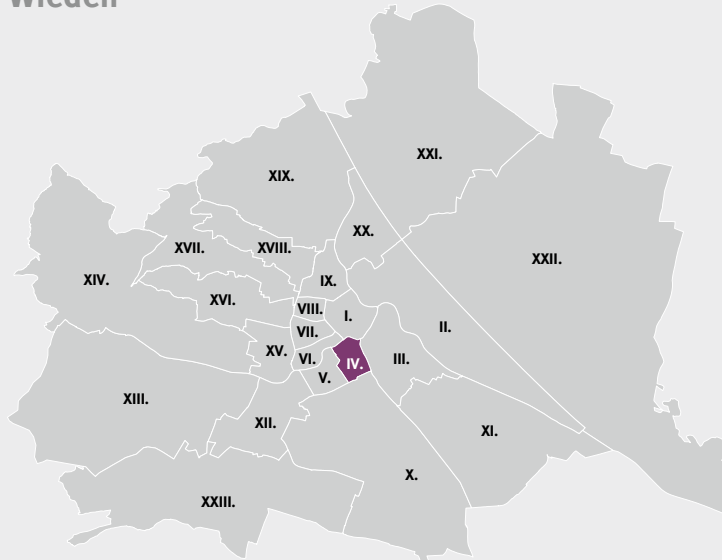 Wieden
XXI.
XIX.
XX.
XVII.
XVIII.
XXII.
XIV.
IX.
XVI.
VIII.
I.
II.
VII.
XV.
VI.
IV.
III.
V.
XIII.
XII.
XI.
X.
XXIII.